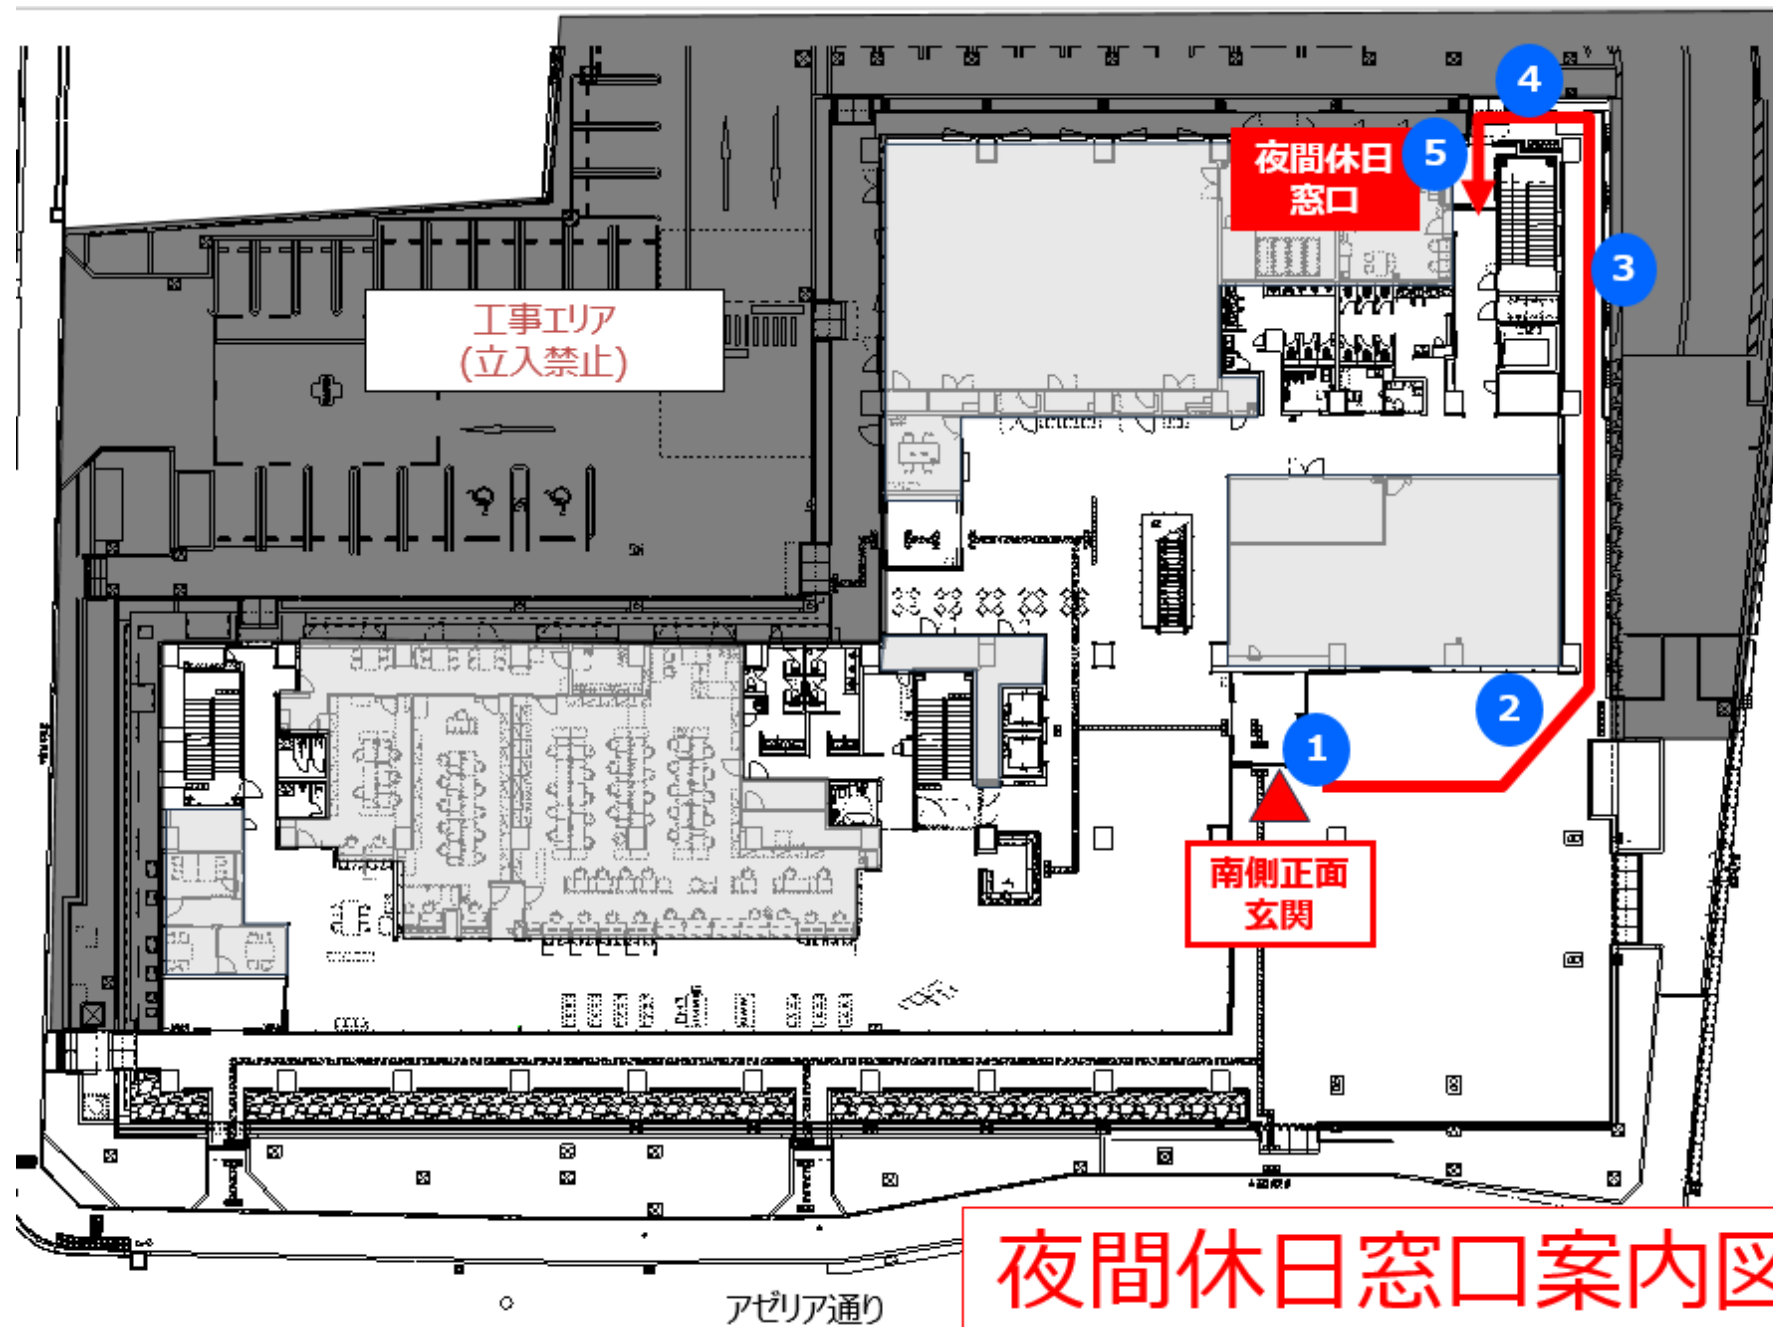 4
夜間休日
窓口
5
3
工事エリア
(立入禁止)
2
1
南側正面
玄関
夜間休日窓口案内図
アゼリア通り